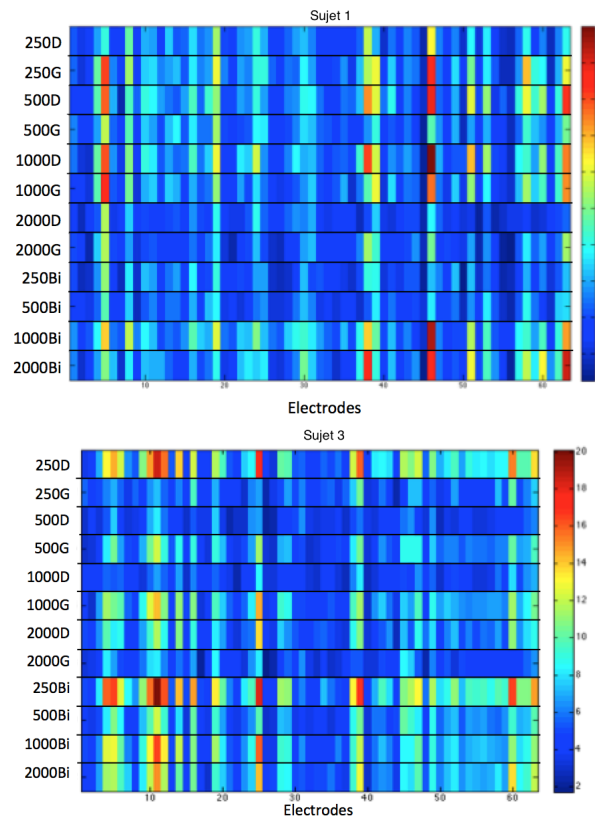 Sujet 1
250D
250G
500D
500G
1000D
1000G
2000D
2000G
250Bi
500Bi
1000Bi
2000Bi
10 20 30 40 50 60
Electrodes
Sujet 3
250D
250G
500D
500G
1000D
1000G
2000D
2000G
250Bi
500Bi
1000Bi
2000Bi
10 20 30 40 50 60
Electrodes
20
18
16
14
12
10
8
6
4
2